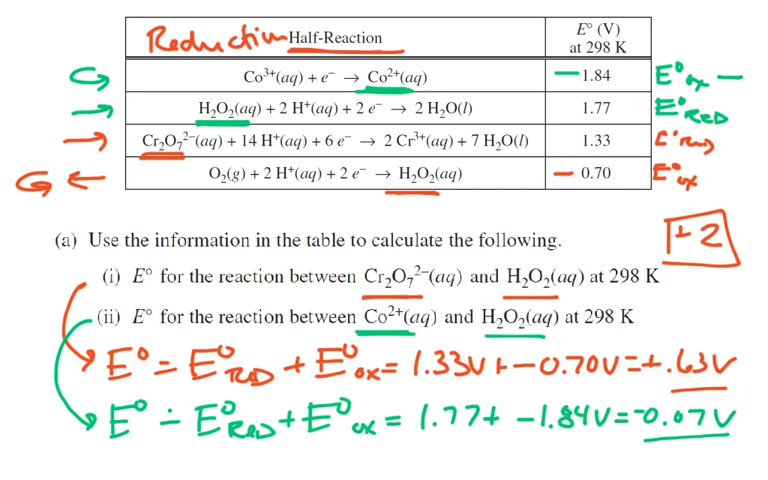 Reduction Half-Reaction E° (V) at 298 K
Co³⁺(aq) + e⁻ → Co²⁺(aq) −1.84 E°ox −
H₂O₂(aq) + 2 H⁺(aq) + 2 e⁻ → 2 H₂O(l) 1.77 E°RED
Cr₂O₇²⁻(aq) + 14 H⁺(aq) + 6 e⁻ → 2 Cr³⁺(aq) + 7 H₂O(l) 1.33 E°Red
O₂(g) + 2 H⁺(aq) + 2 e⁻ → H₂O₂(aq) − 0.70 E°ox
+2
(a) Use the information in the table to calculate the following.
(i) E° for the reaction between Cr₂O₇²⁻(aq) and H₂O₂(aq) at 298 K
(ii) E° for the reaction between Co²⁺(aq) and H₂O₂(aq) at 298 K
E° = E°RED + E°ox = 1.33V + −0.70V = +.63V
E° = E°RED + E°ox = 1.77 + −1.84V = −0.07V